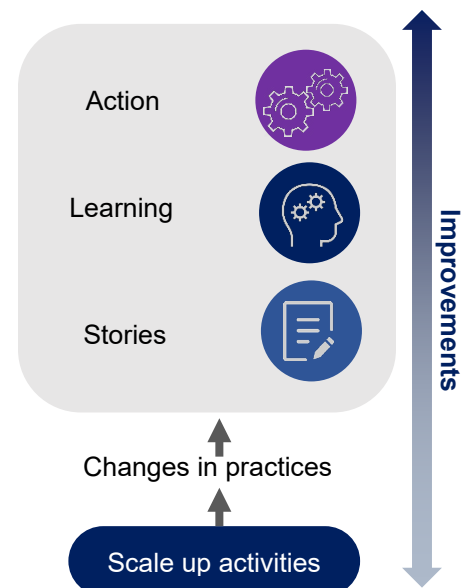 Action
Learning
Stories
Changes in practices
Scale up activities
Improvements